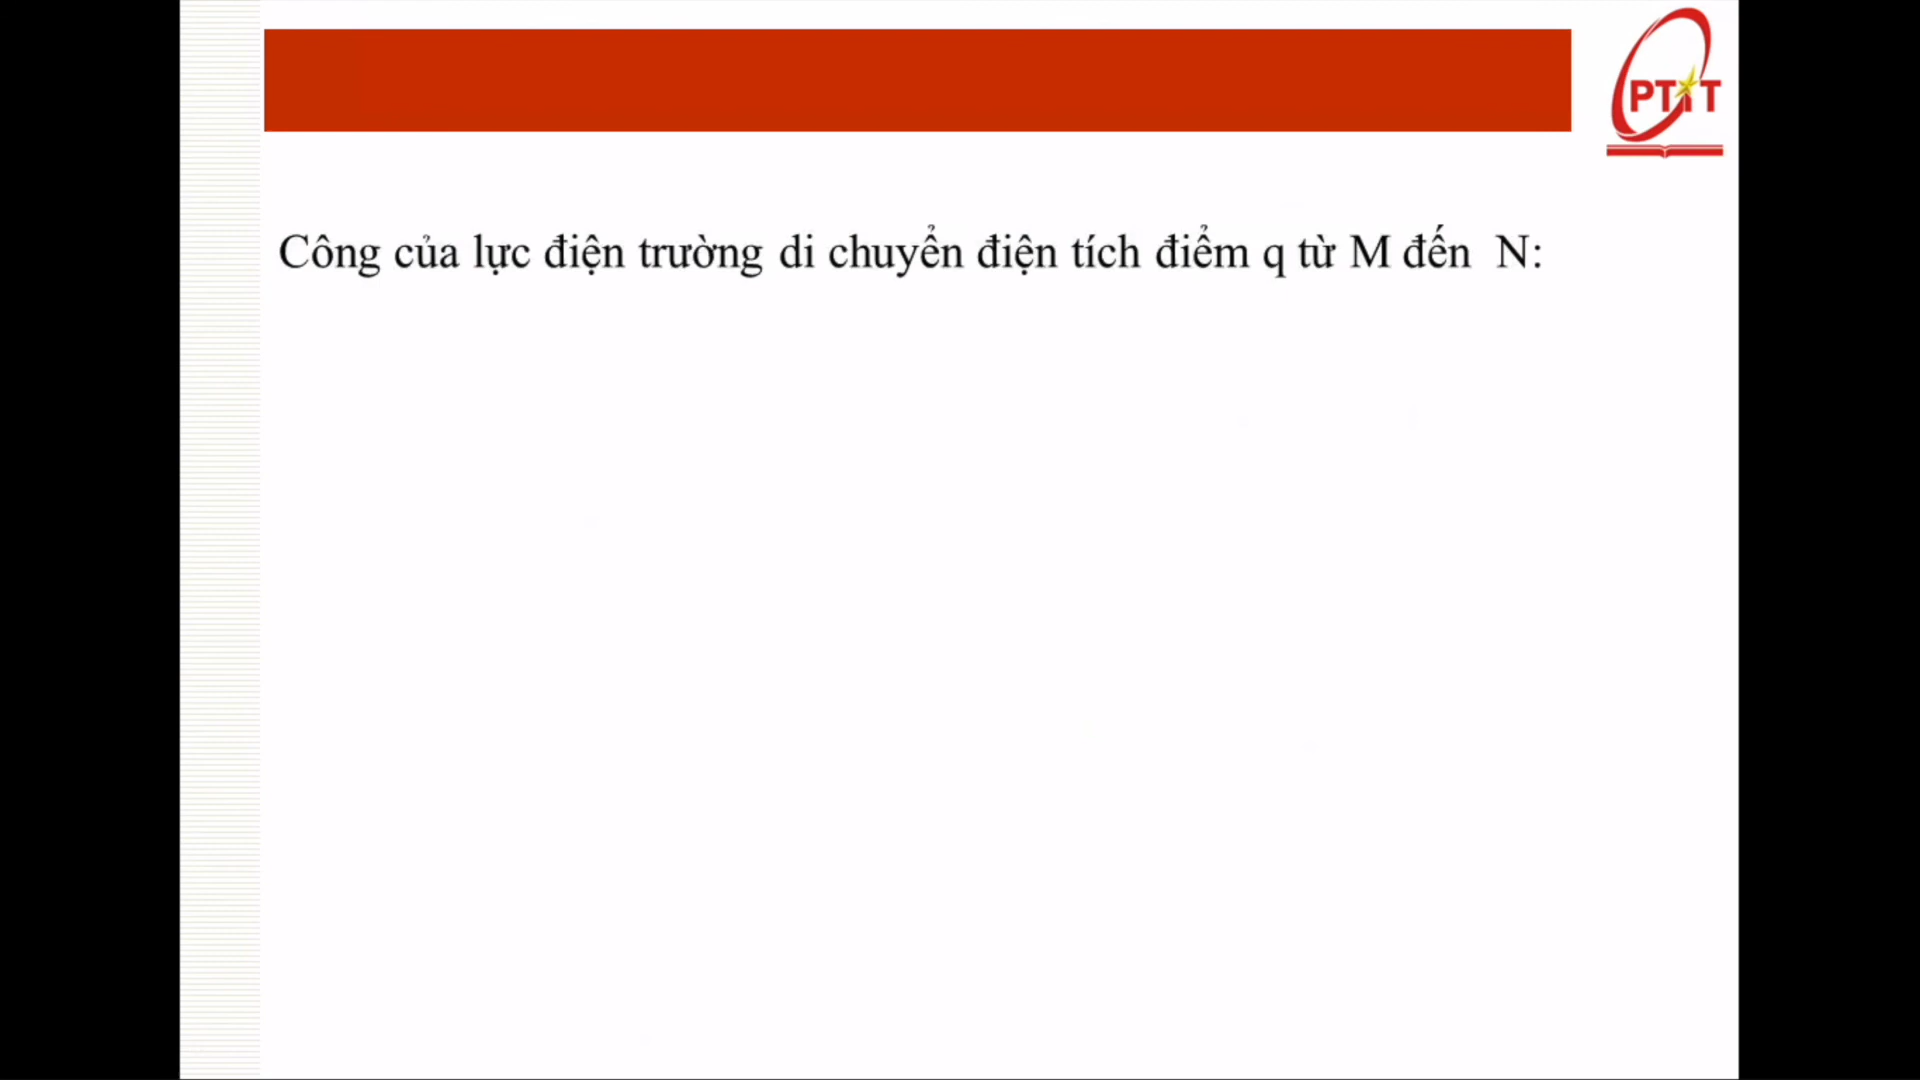 PTIT
Công của lực điện trường di chuyển điện tích điểm q từ M đến N: